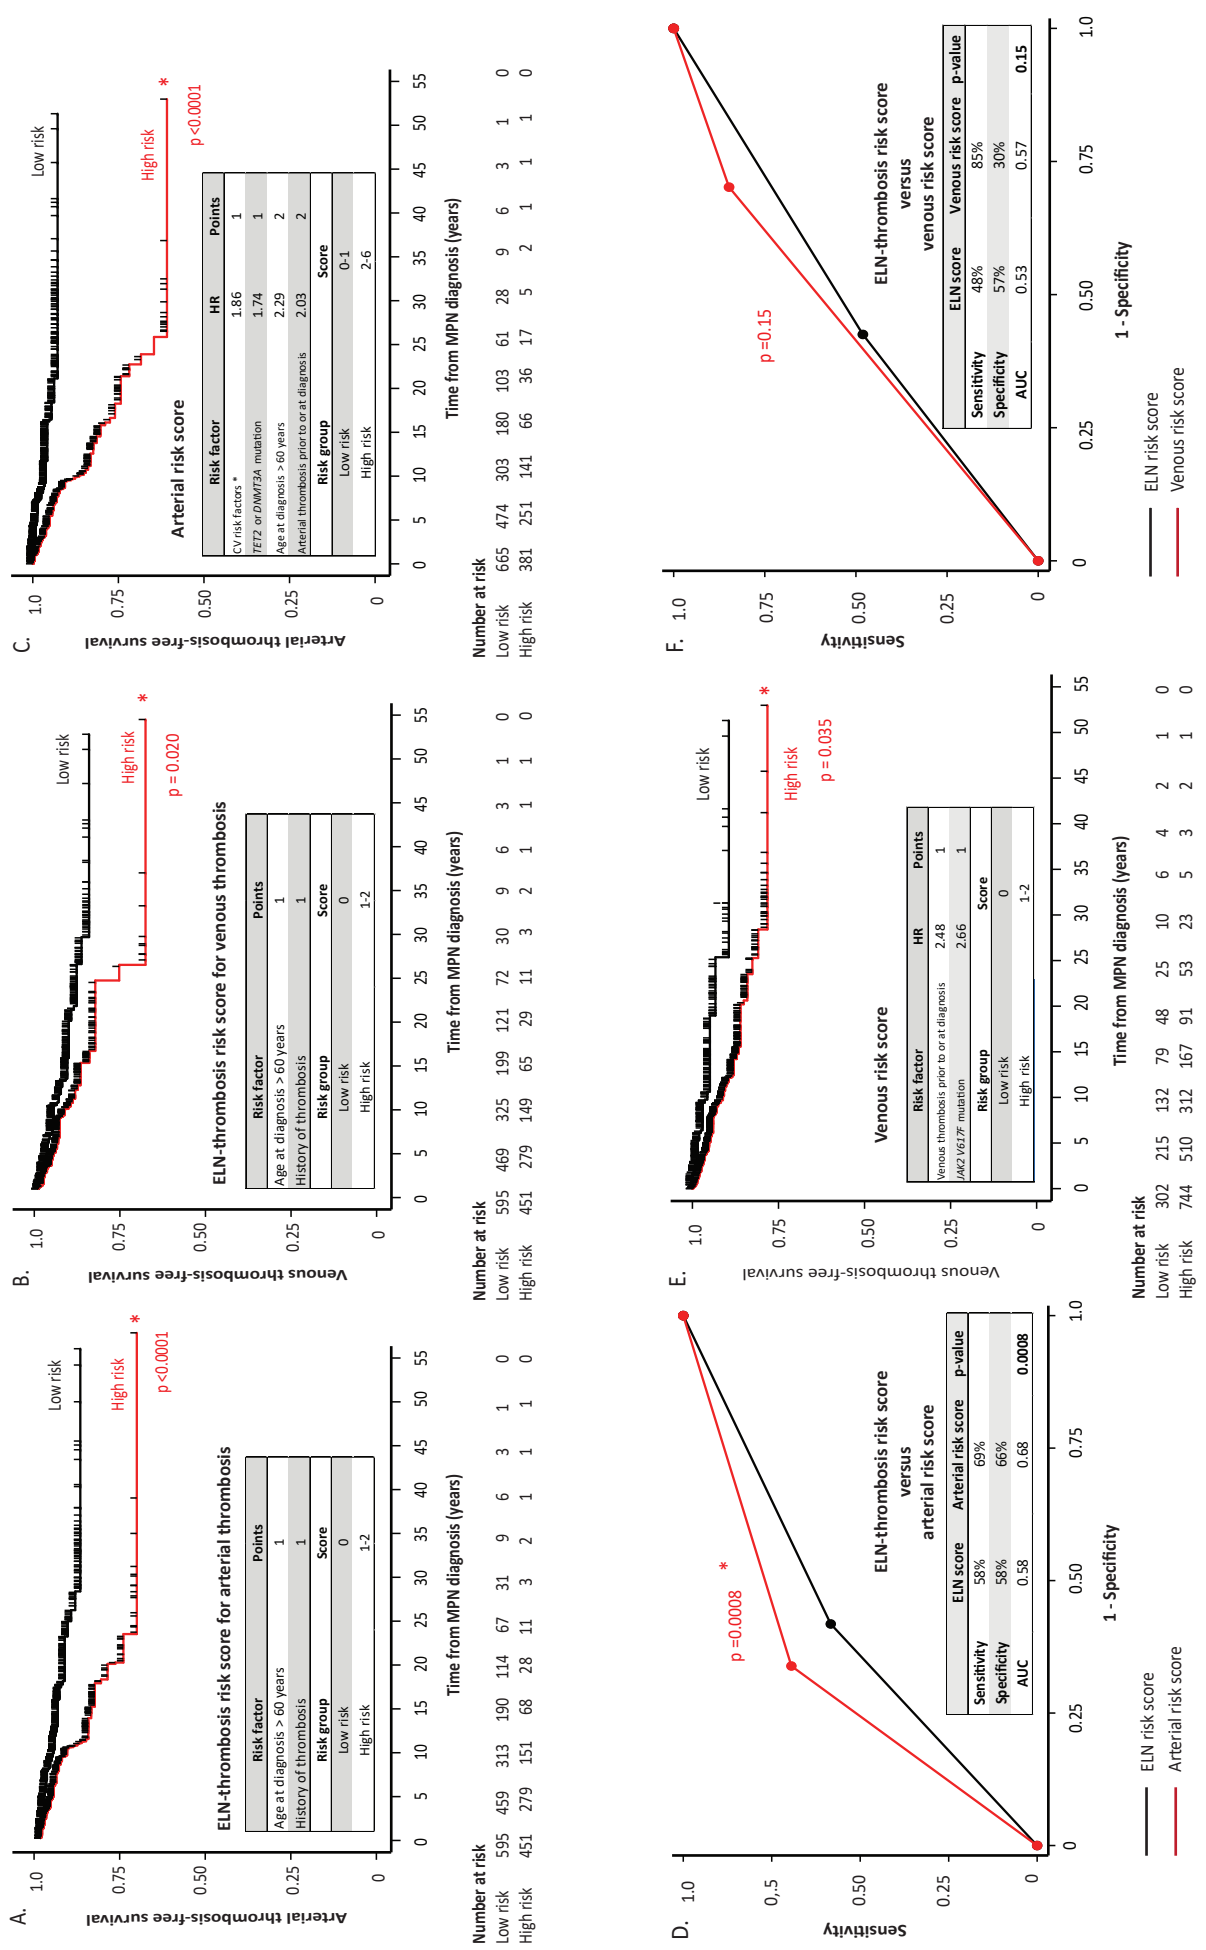 A.
Arterial thrombosis-free survival
1.0
0.75
0.50
0.25
0
Low risk
High risk
*
p <0.0001
ELN-thrombosis risk score for arterial thrombosis
Risk factor Points
Age at diagnosis > 60 years 1
History of thrombosis 1
Risk group Score
Low risk 0
High risk 1-2
0 5 10 15 20 25 30 35 40 45 50 55
Time from MPN diagnosis (years)
Number at risk
Low risk 595 459 313 190 114 67 31 9 6 3 1 0
High risk 451 279 151 68 28 11 3 2 1 1 1 0
B.
Venous thrombosis-free survival
1.0
0.75
0.50
0.25
0
Low risk
High risk
*
p = 0.020
ELN-thrombosis risk score for venous thrombosis
Risk factor Points
Age at diagnosis > 60 years 1
History of thrombosis 1
Risk group Score
Low risk 0
High risk 1-2
0 5 10 15 20 25 30 35 40 45 50 55
Time from MPN diagnosis (years)
Number at risk
Low risk 595 469 325 199 121 72 30 9 6 3 1 0
High risk 451 279 149 65 29 11 3 2 1 1 1 0
C.
Arterial thrombosis-free survival
1.0
0.75
0.50
0.25
0
Low risk
High risk
*
p <0.0001
Arterial risk score
Risk factor HR Points
CV risk factors * 1.86 1
TET2 or DNMT3A mutation 1.74 1
Age at diagnosis > 60 years 2.29 2
Arterial thrombosis prior to or at diagnosis 2.03 2
Risk group Score
Low risk 0-1
High risk 2-6
0 5 10 15 20 25 30 35 40 45 50 55
Time from MPN diagnosis (years)
Number at risk
Low risk 665 474 303 180 103 61 28 9 6 3 1 0
High risk 381 251 141 66 36 17 5 2 1 1 1 0
D.
Sensitivity
1.0
0,.5
0.50
0.25
0
p =0.0008
*
ELN-thrombosis risk score
versus
arterial risk score
ELN score Arterial risk score p-value
Sensitivity 58% 69%
Specificity 58% 66%
AUC 0.58 0.68 0.0008
0 0.25 0.50 0.75 1.0
1 - Specificity
ELN risk score
Arterial risk score
E.
Venous thrombosis-free survival
1.0
0.75
0.50
0.25
0
Low risk
High risk
*
p = 0.035
Venous risk score
Risk factor HR Points
Venous thrombosis prior to or at diagnosis 2.48 1
JAK2 V617F mutation 2.66 1
Risk group Score
Low risk 0
High risk 1-2
0 5 10 15 20 25 30 35 40 45 50 55
Time from MPN diagnosis (years)
Number at risk
Low risk 302 215 132 79 48 25 10 6 4 2 1 0
High risk 744 510 312 167 91 53 23 5 3 2 1 0
F.
Sensitivity
1.0
0.75
0.50
0.25
0
p =0.15
ELN-thrombosis risk score
versus
venous risk score
ELN score Venous risk score p-value
Sensitivity 48% 85%
Specificity 57% 30%
AUC 0.53 0.57 0.15
0 0.25 0.50 0.75 1.0
1 - Specificity
ELN risk score
Venous risk score